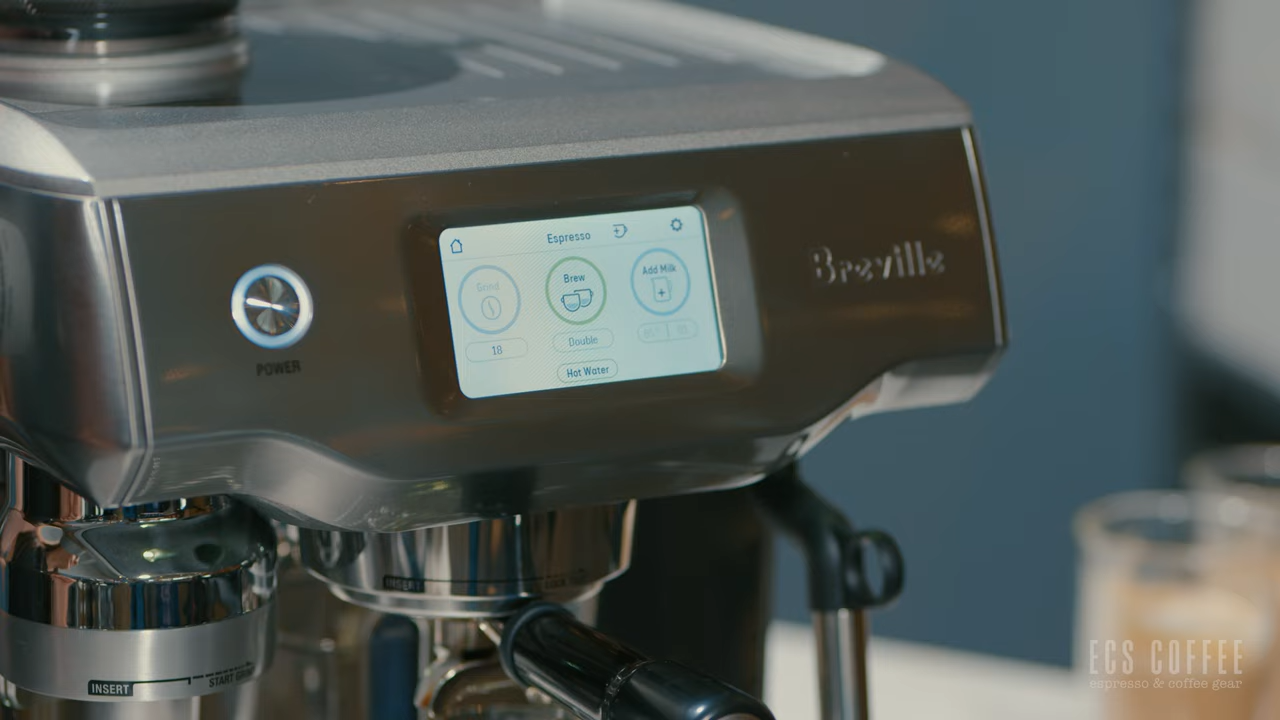 Espresso
Grind
Brew
Add Milk
18
Double
Hot Water
POWER
Breville
INSERT
INSERT
START GRIND
ECS COFFEE
espresso & coffee gear